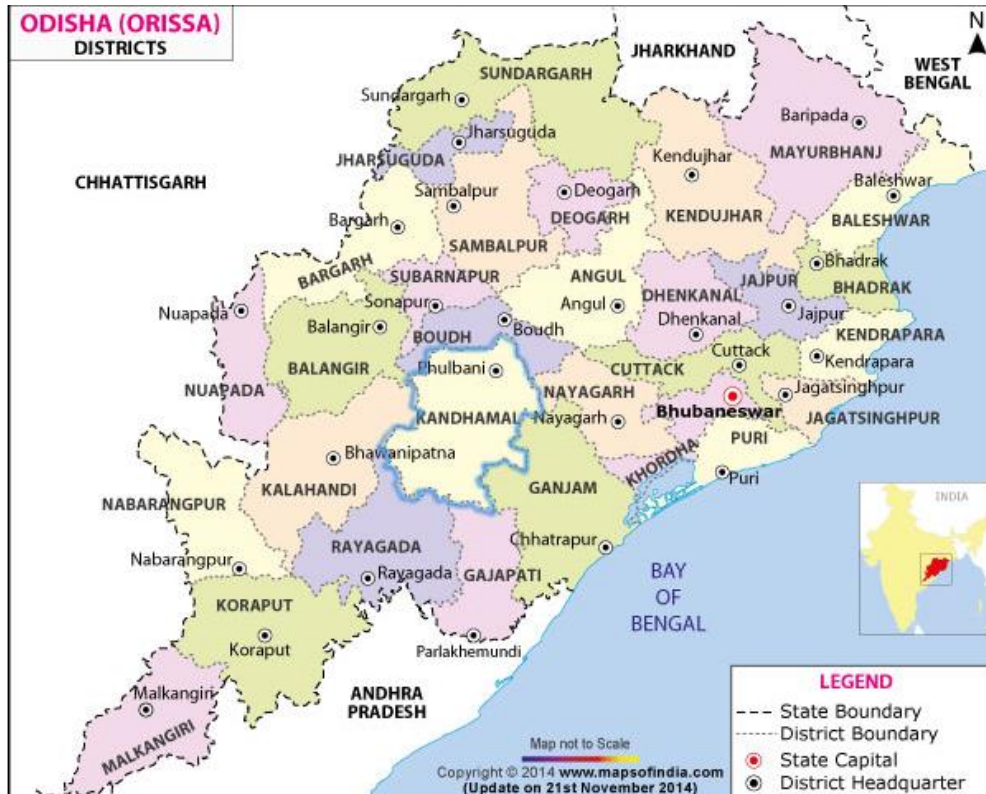 ODISHA (ORISSA)
DISTRICTS
N
JHARKHAND
WEST
BENGAL
CHHATTISGARH
SUNDARGARH
Sundargarh
Jharsuguda
JHARSUGUDA
Baripada
MAYURBHANJ
Kendujhar
KENDUJHAR
Baleshwar
BALESHWAR
Sambalpur
SAMBALPUR
Deogarh
DEOGARH
Bargarh
BARGARH
SUBARNAPUR
Sonapur
ANGUL
Angul
DHENKANAL
Dhenkanal
JAJPUR
Jajpur
Bhadrak
BHADRAK
Nuapada
NUAPADA
Balangir
BALANGIR
BOUDH
Boudh
KENDRAPARA
Kendrapara
Cuttack
CUTTACK
Phulbani
KANDHAMAL
NAYAGARH
Nayagarh
Bhubaneswar
Jagatsinghpur
JAGATSINGHPUR
PURI
Puri
KHORDHA
Bhawanipatna
KALAHANDI
GANJAM
Chhatrapur
NABARANGPUR
Nabarangpur
RAYAGADA
Rayagada
GAJAPATI
Parlakhemundi
KORAPUT
Koraput
Malkangiri
MALKANGIRI
BAY
OF
BENGAL
ANDHRA
PRADESH
INDIA
LEGEND
State Boundary
District Boundary
State Capital
District Headquarter
Map not to Scale
Copyright © 2014 www.mapsofindia.com
(Update on 21st November 2014)